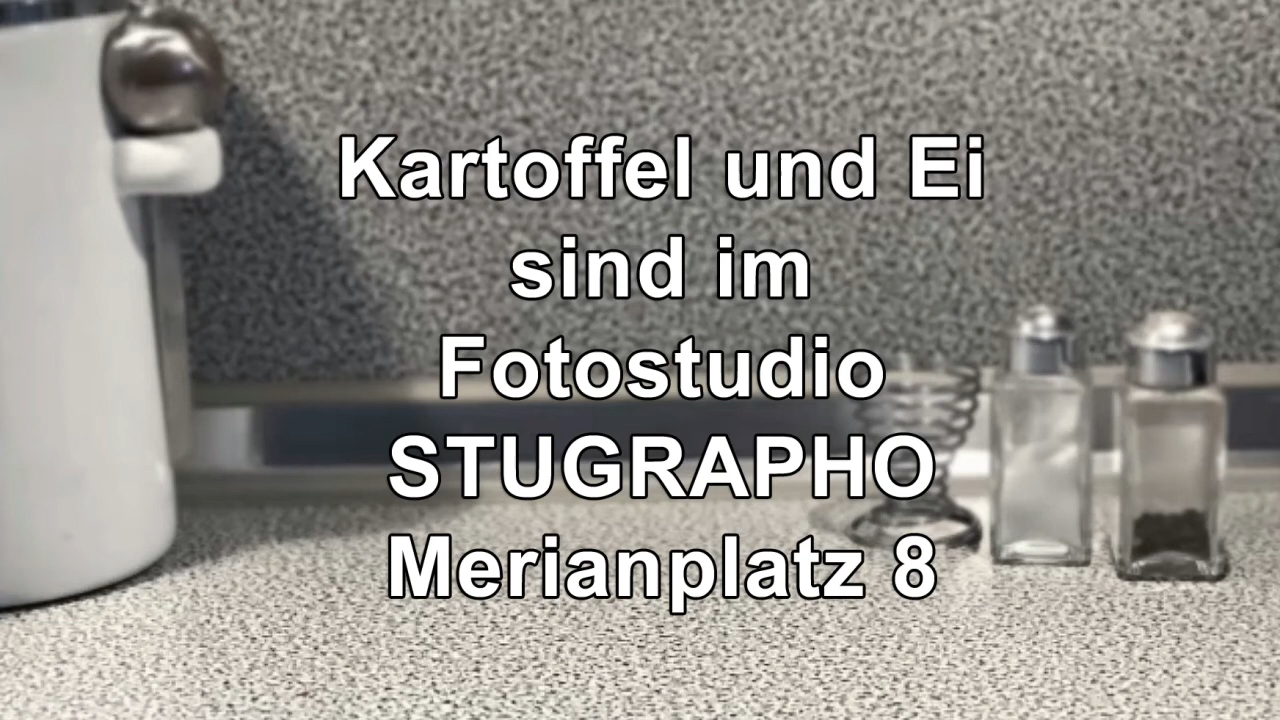 Kartoffel und Ei
sind im
Fotostudio
STUGRAPHO
Merianplatz 8